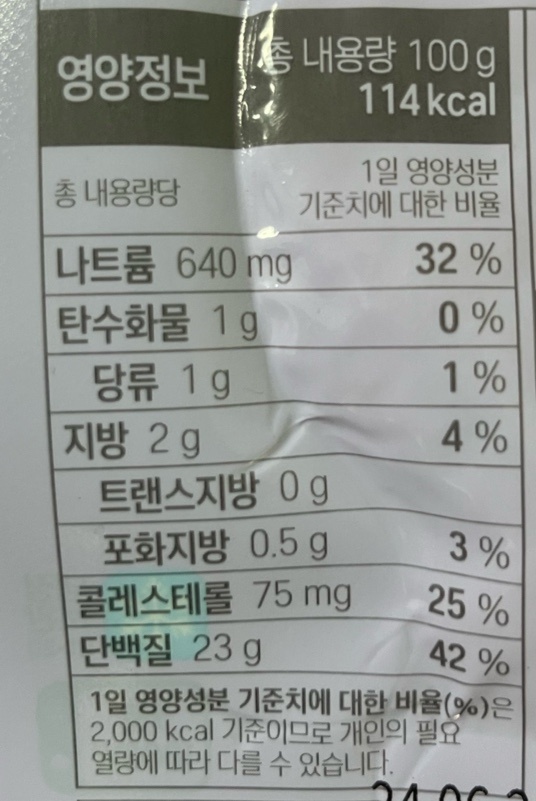 영양정보
총 내용량 100 g
114 kcal
총 내용량당
1일 영양성분
기준치에 대한 비율
나트륨 640 mg 32 %
탄수화물 1 g 0 %
당류 1 g 1 %
지방 2 g 4 %
트랜스지방 0 g
포화지방 0.5 g 3 %
콜레스테롤 75 mg 25 %
단백질 23 g 42 %
1일 영양성분 기준치에 대한 비율(%)은
2,000 kcal 기준이므로 개인의 필요
열량에 따라 다를 수 있습니다.